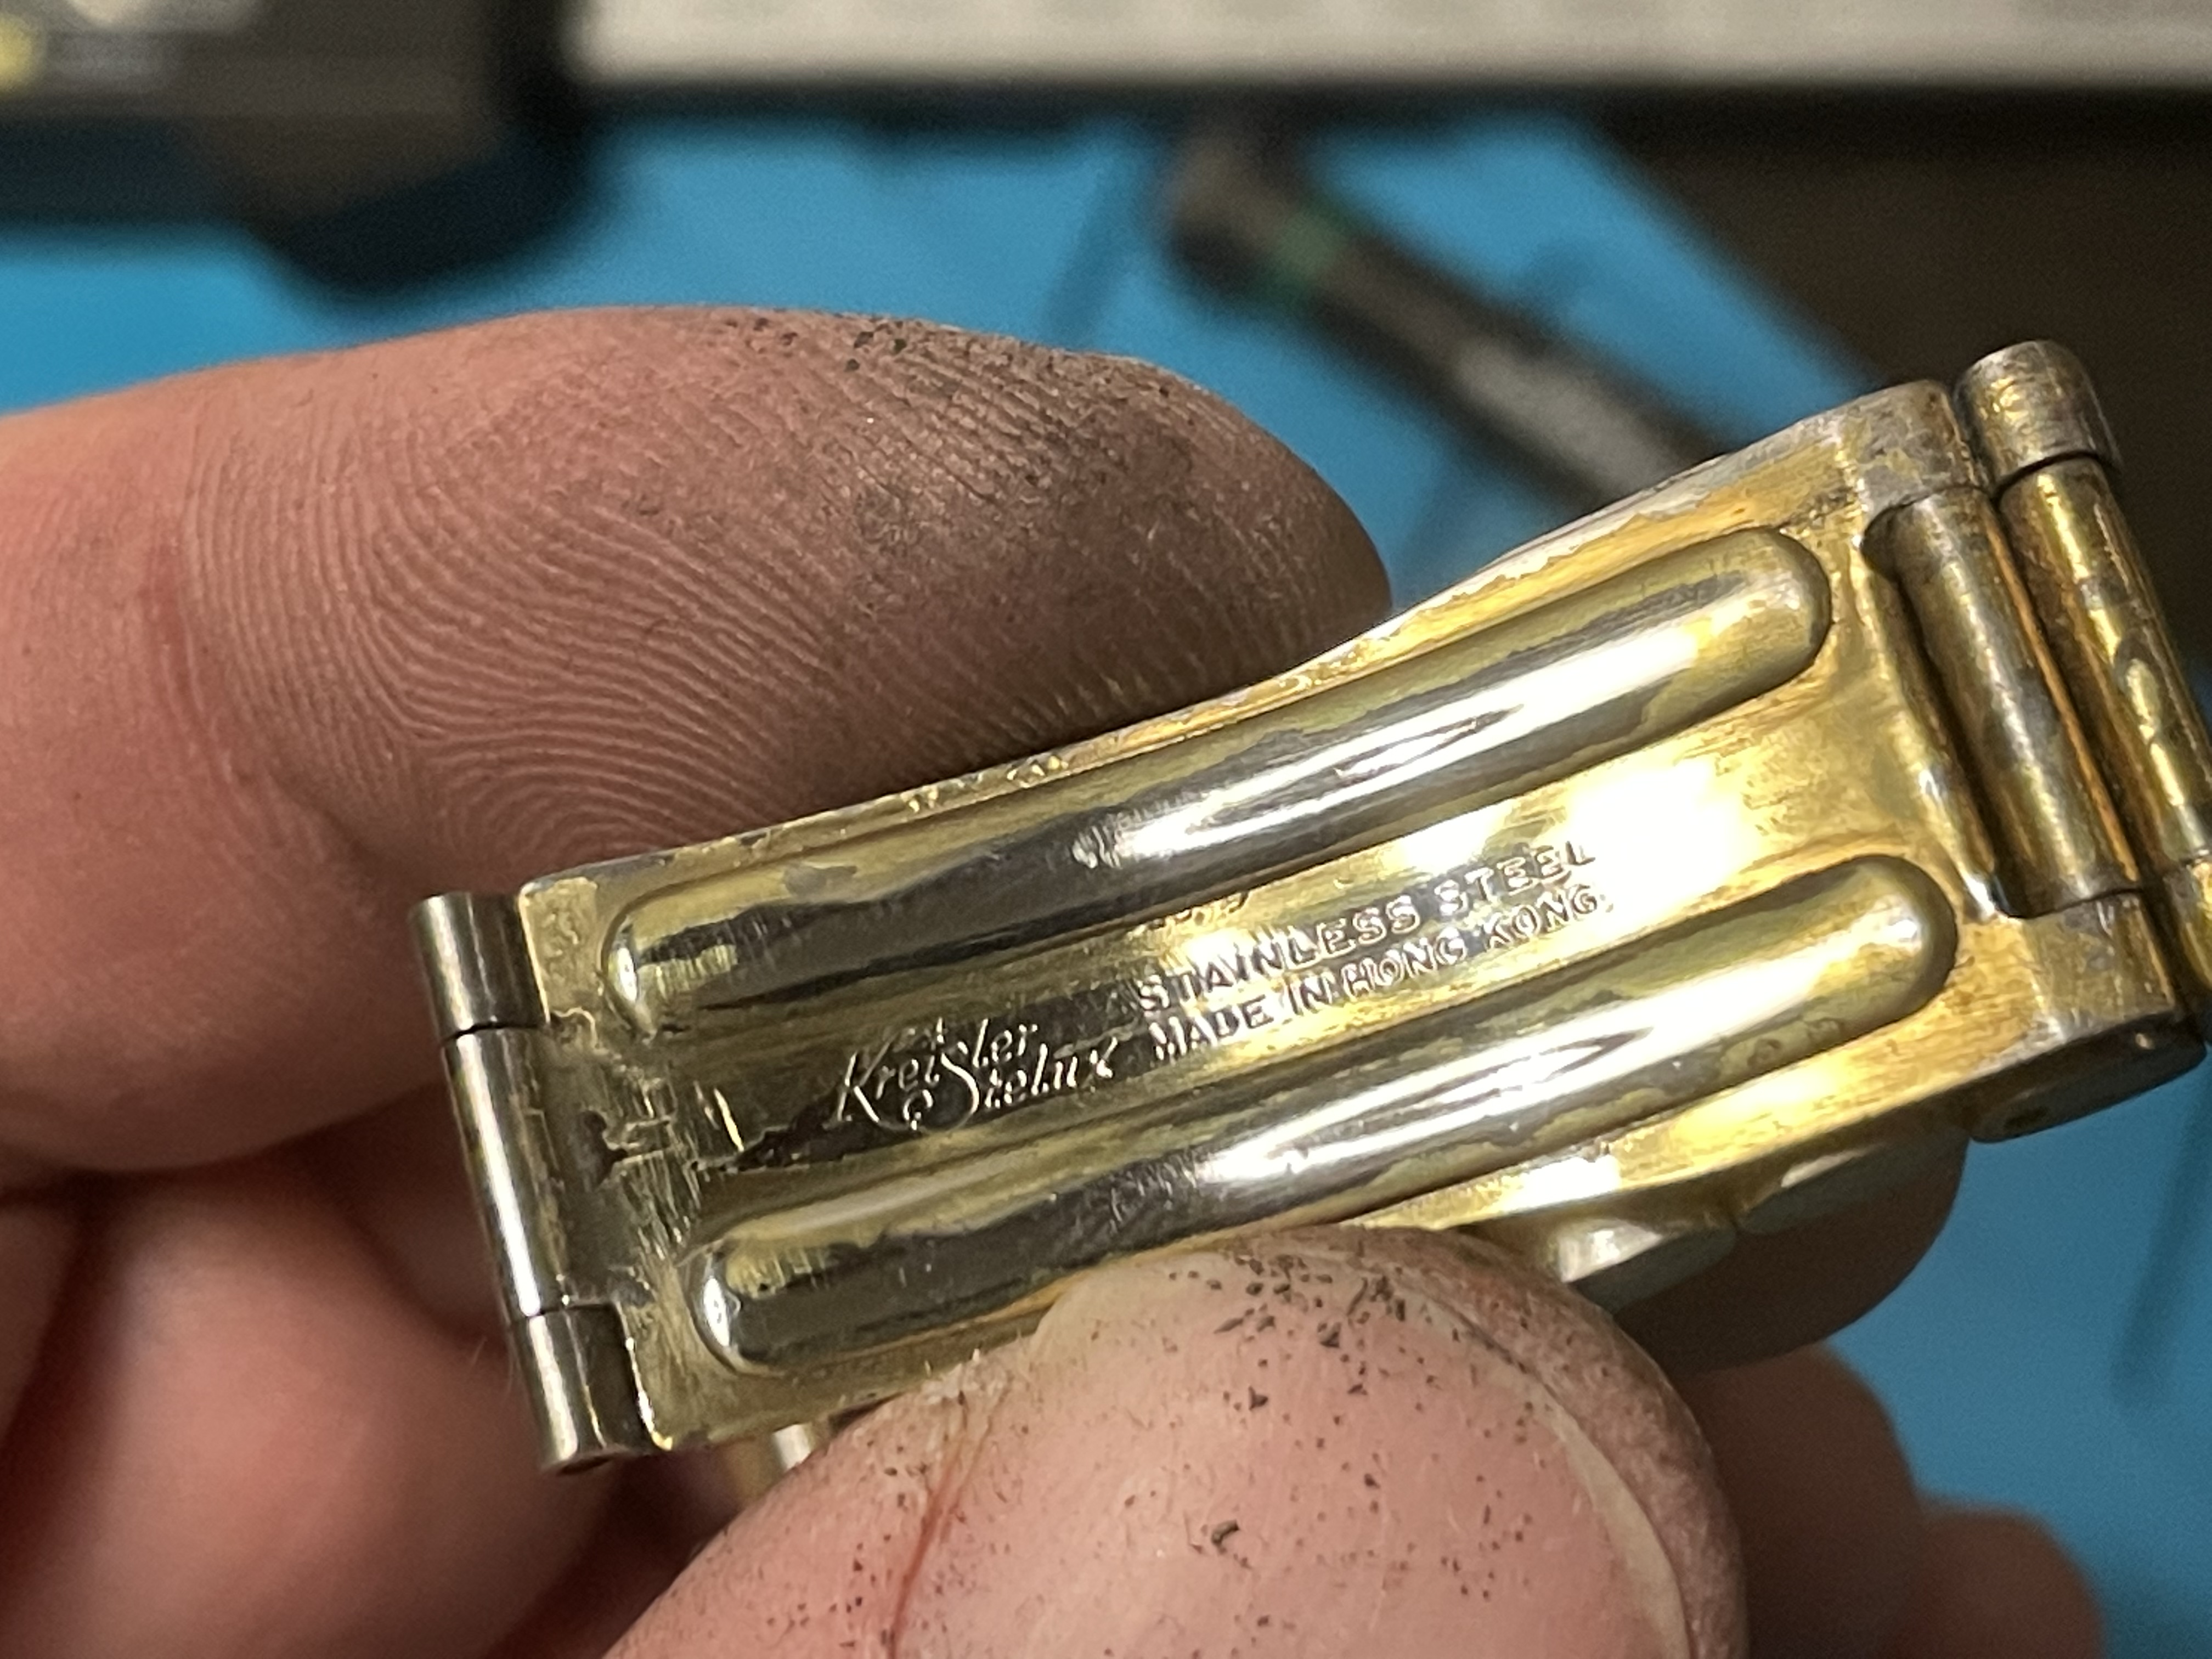 Kreisler
Stelux
STAINLESS STEEL
MADE IN HONG KONG